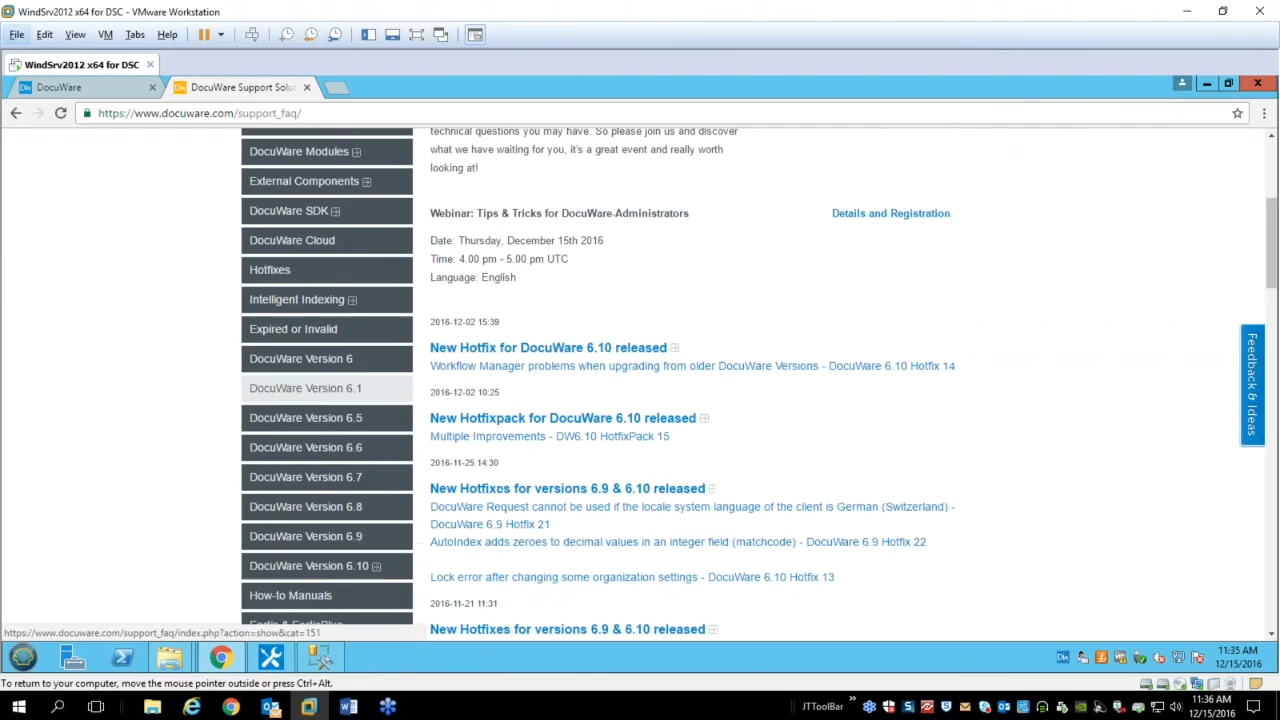 WindSrv2012 x64 for DSC - VMware Workstation
File Edit View VM Tabs Help
WindSrv2012 x64 for DSC
DocuWare
DocuWare Support Solu
https://www.docuware.com/support_faq/
technical questions you may have. So please join us and discover
what we have waiting for you, it's a great event and really worth
looking at!
DocuWare Modules
External Components
DocuWare SDK
DocuWare Cloud
Hotfixes
Intelligent Indexing
Expired or Invalid
DocuWare Version 6
DocuWare Version 6.1
DocuWare Version 6.5
DocuWare Version 6.6
DocuWare Version 6.7
DocuWare Version 6.8
DocuWare Version 6.9
DocuWare Version 6.10
How-to Manuals
Webinar: Tips & Tricks for DocuWare-Administrators
Details and Registration
Date: Thursday, December 15th 2016
Time: 4.00 pm - 5.00 pm UTC
Language: English
2016-12-02 15:39
New Hotfix for DocuWare 6.10 released
Workflow Manager problems when upgrading from older DocuWare Versions - DocuWare 6.10 Hotfix 14
2016-12-02 10:25
New Hotfixpack for DocuWare 6.10 released
Multiple Improvements - DW6.10 HotfixPack 15
2016-11-25 14:30
New Hotfixes for versions 6.9 & 6.10 released
DocuWare Request cannot be used if the locale system language of the client is German (Switzerland) -
DocuWare 6.9 Hotfix 21
AutoIndex adds zeroes to decimal values in an integer field (matchcode) - DocuWare 6.9 Hotfix 22
Lock error after changing some organization settings - DocuWare 6.10 Hotfix 13
2016-11-21 11:31
New Hotfixes for versions 6.9 & 6.10 released
Feedback & Ideas
https://www.docuware.com/support_faq/index.php?action=show&cat=151
11:35 AM
12/15/2016
To return to your computer, move the mouse pointer outside or press Ctrl+Alt.
JTToolBar
11:36 AM
12/15/2016